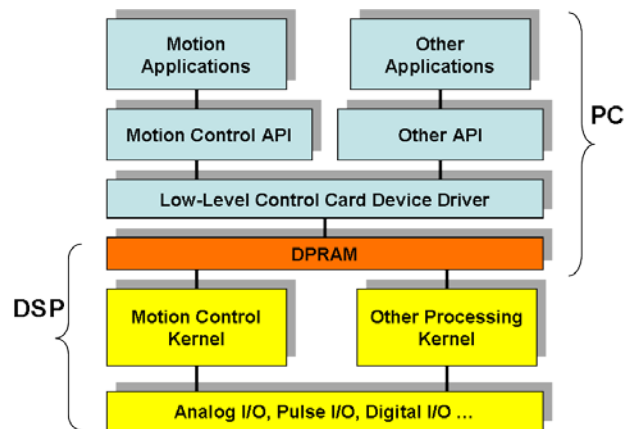 Motion
Applications
Other
Applications
PC
Motion Control API
Other API
Low-Level Control Card Device Driver
DPRAM
DSP
Motion Control
Kernel
Other Processing
Kernel
Analog I/O, Pulse I/O, Digital I/O ...